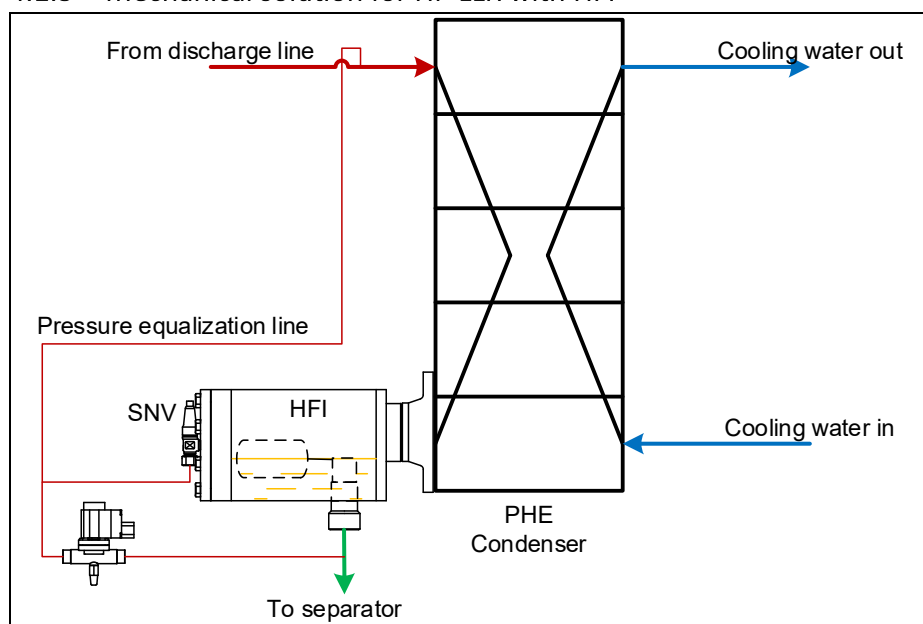 From discharge line
Cooling water out
Pressure equalization line
SNV
HFI
Cooling water in
PHE
Condenser
To separator